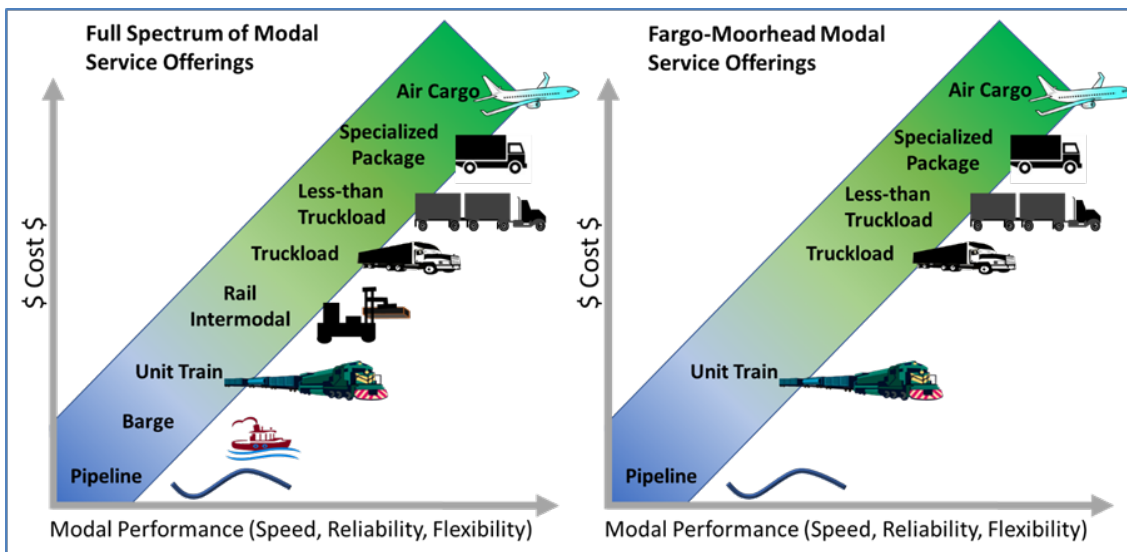 Full Spectrum of Modal
Service Offerings
$ Cost $
Air Cargo
Specialized
Package
Less-than
Truckload
Truckload
Rail
Intermodal
Unit Train
Barge
Pipeline
Modal Performance (Speed, Reliability, Flexibility)
Fargo-Moorhead Modal
Service Offerings
$ Cost $
Air Cargo
Specialized
Package
Less-than
Truckload
Truckload
Unit Train
Pipeline
Modal Performance (Speed, Reliability, Flexibility)